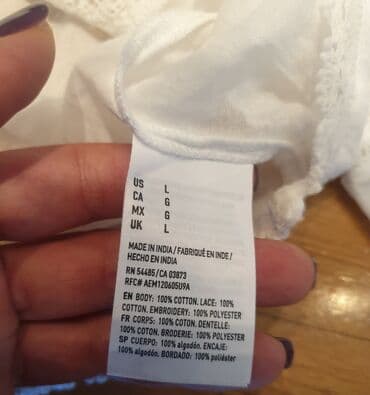 US L
CA G
MX G
UK L
MADE IN INDIA / FABRIQUÉ EN INDE /
HECHO EN INDIA
RN 54485/CA 03873
RFC# AEM120605U9A
EN BODY: 100% COTTON. LACE: 100%
COTTON. EMBROIDERY: 100% POLYESTER
FR CORPS: 100% COTON. DENTELLE:
100% COTON. BRODERIE: 100% POLYESTER
SP CUERPO: 100% algodón. ENCAJE:
100% algodón. BORDADO: 100% poliéster